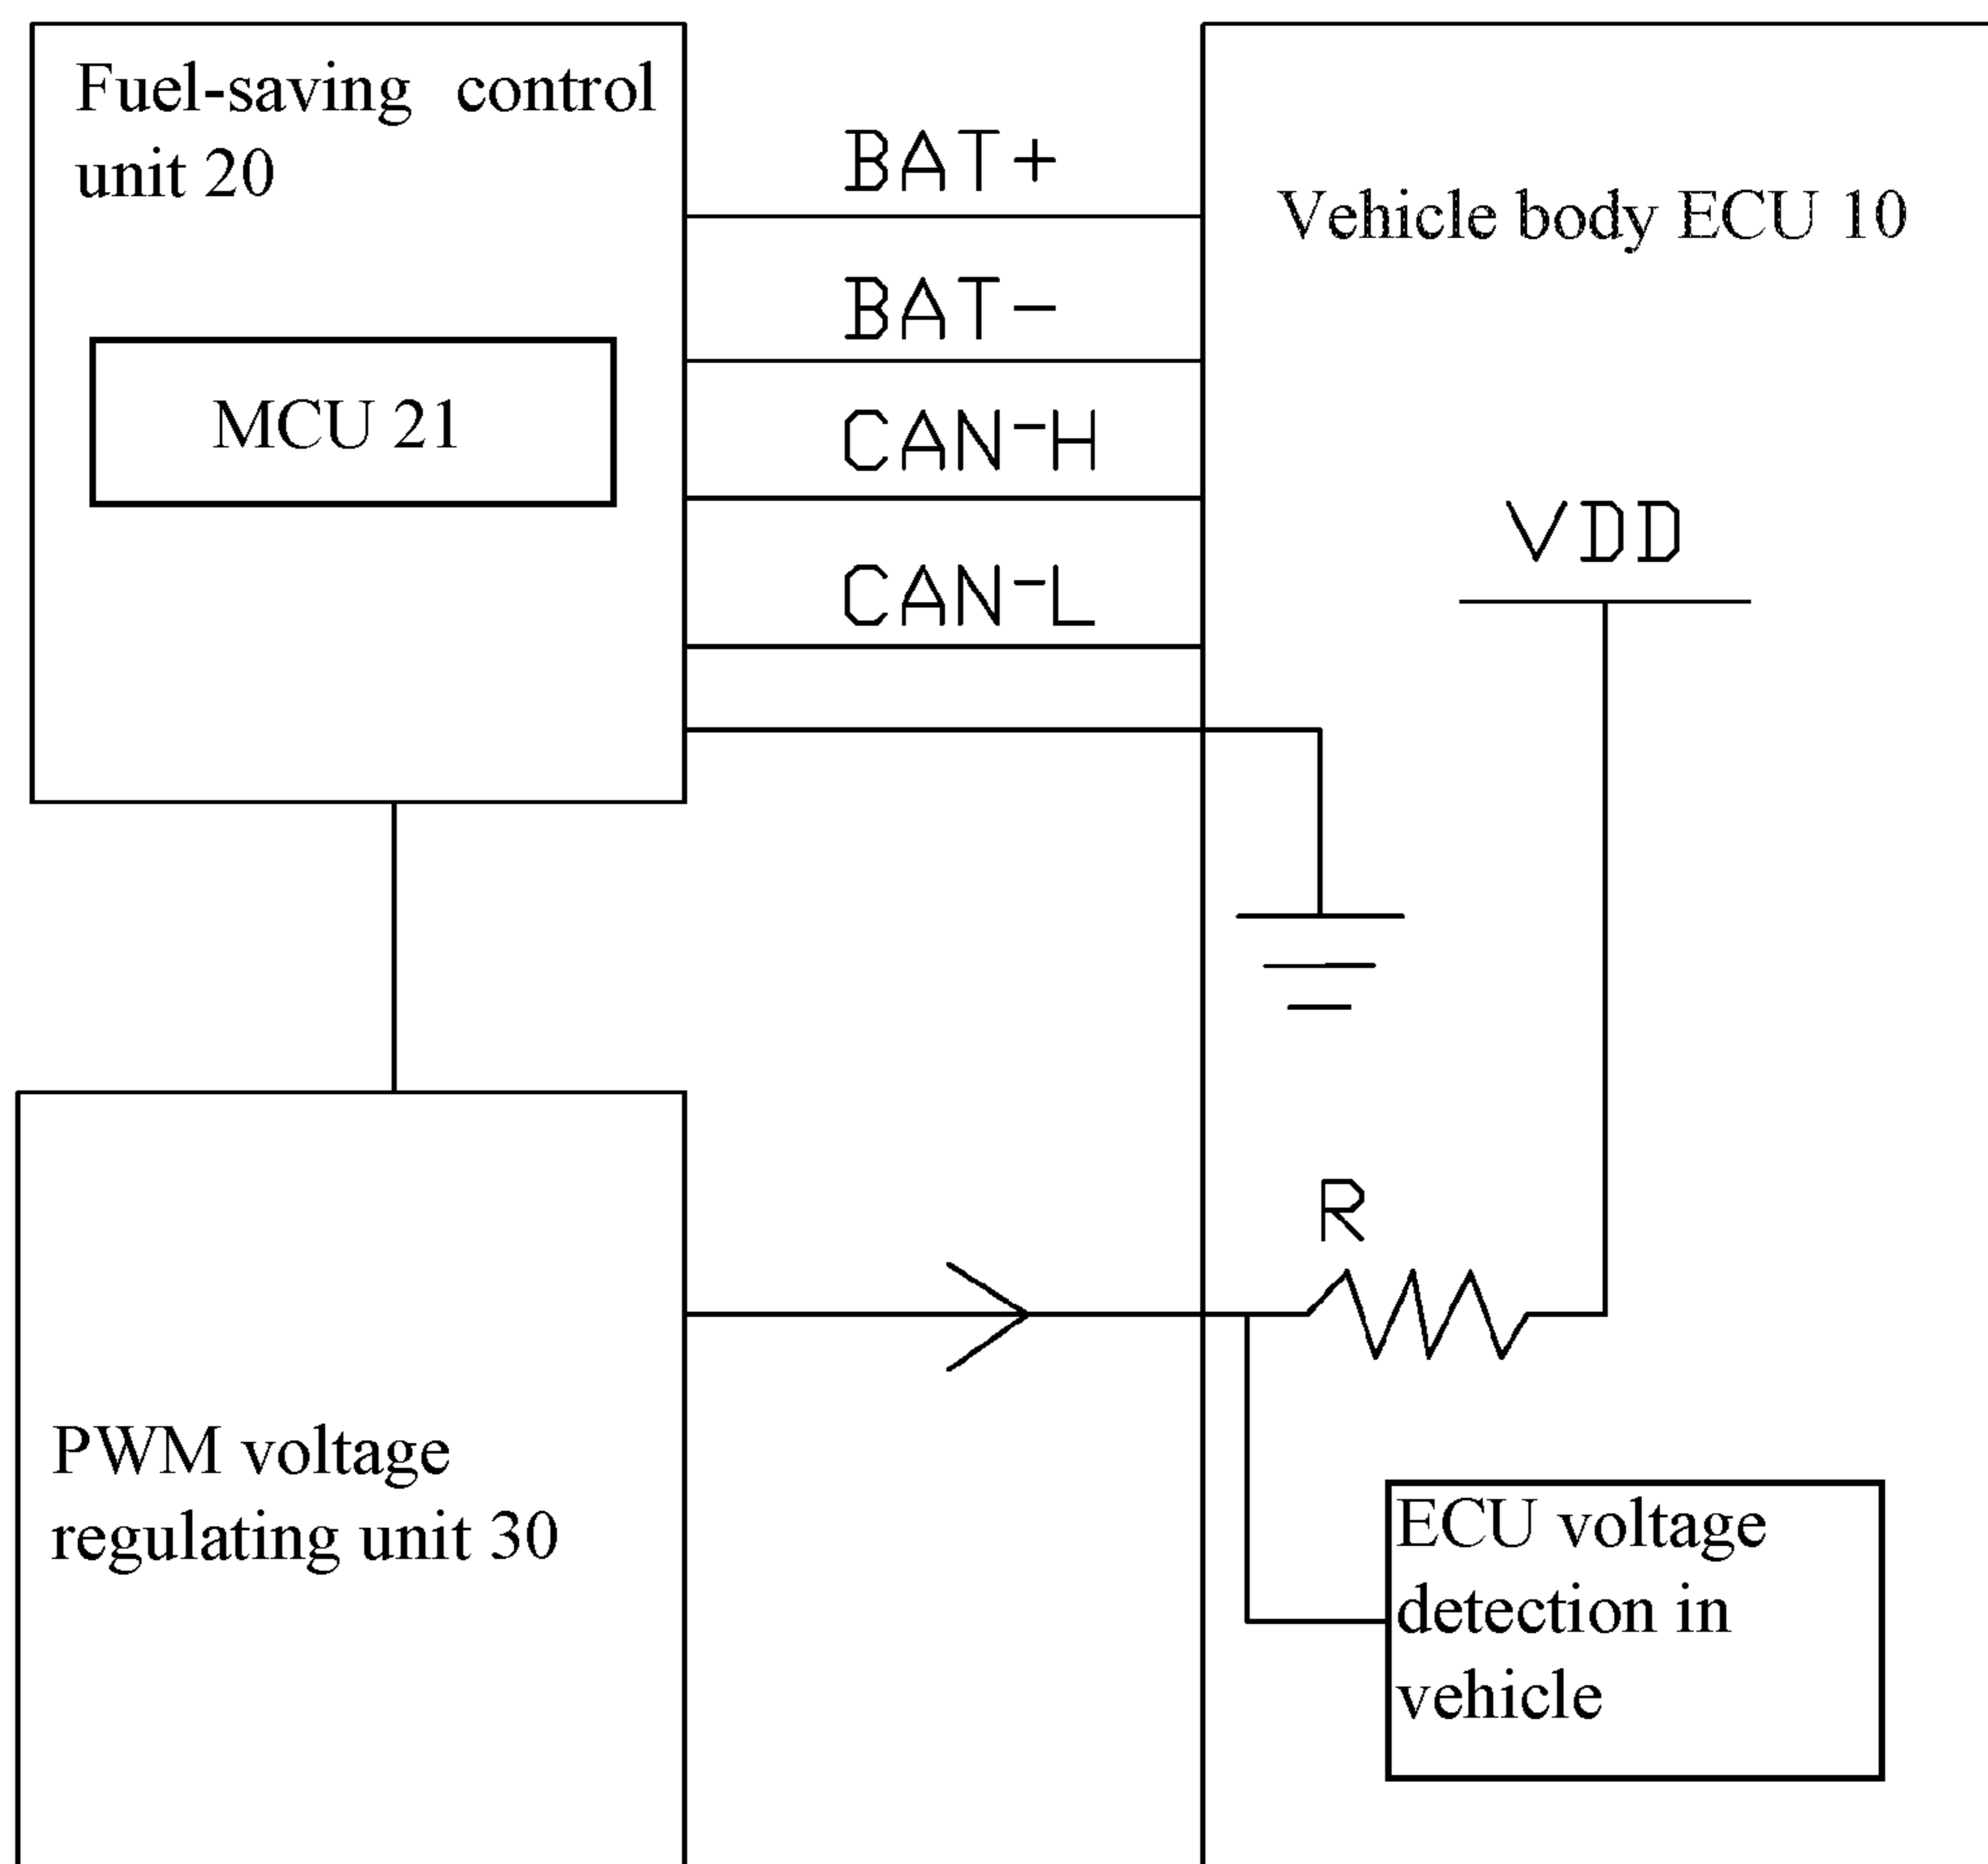 Fuel-saving control
unit 20
MCU 21
BAT+
BAT-
CAN-H
CAN-L
Vehicle body ECU 10
VDD
R
PWM voltage
regulating unit 30
ECU voltage
detection in
vehicle